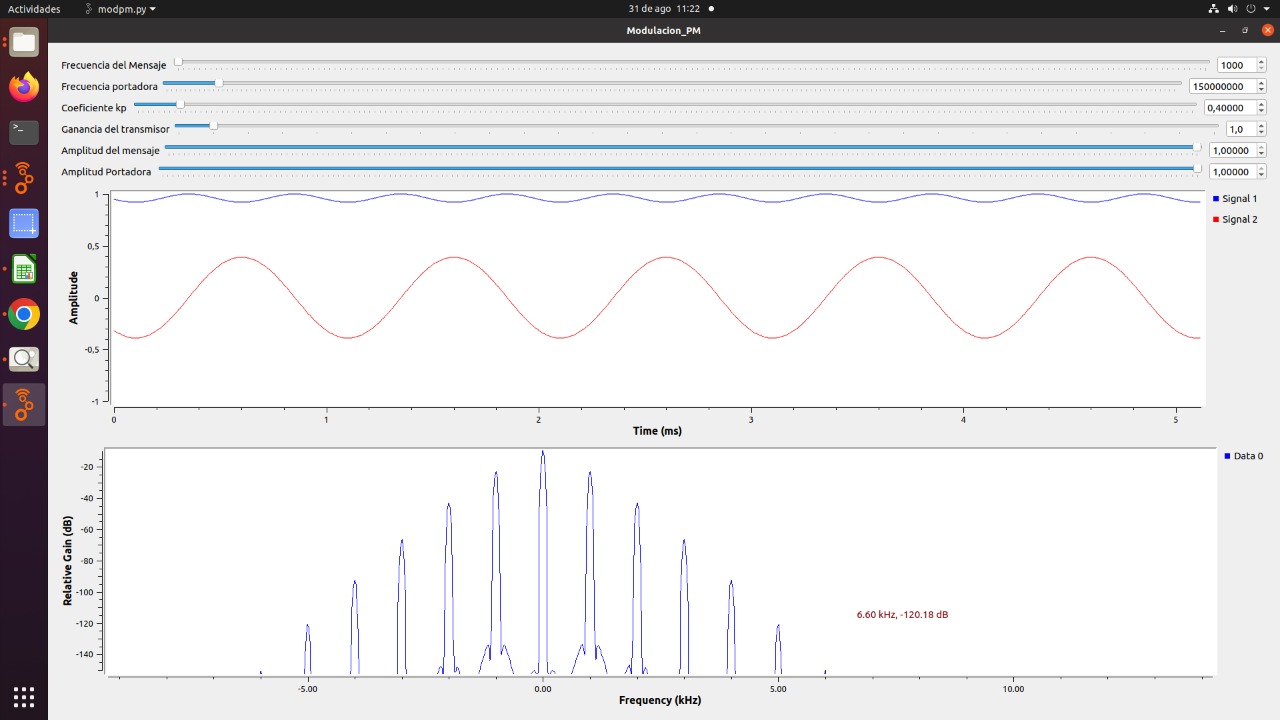 Actividades modpm.py 31 de ago 11:22
Modulacion_PM
Frecuencia del Mensaje 1000
Frecuencia portadora 150000000
Coeficiente kp 0,40000
Ganancia del transmisor 1,0
Amplitud del mensaje 1,00000
Amplitud Portadora 1,00000
1
0,5
0
-0,5
-1
Amplitude
0 1 2 3 4 5
Time (ms)
Signal 1
Signal 2
-20
-40
-60
-80
-100
-120
-140
Relative Gain (dB)
6.60 kHz, -120.18 dB
-5.00 0.00 5.00 10.00
Frequency (kHz)
Data 0